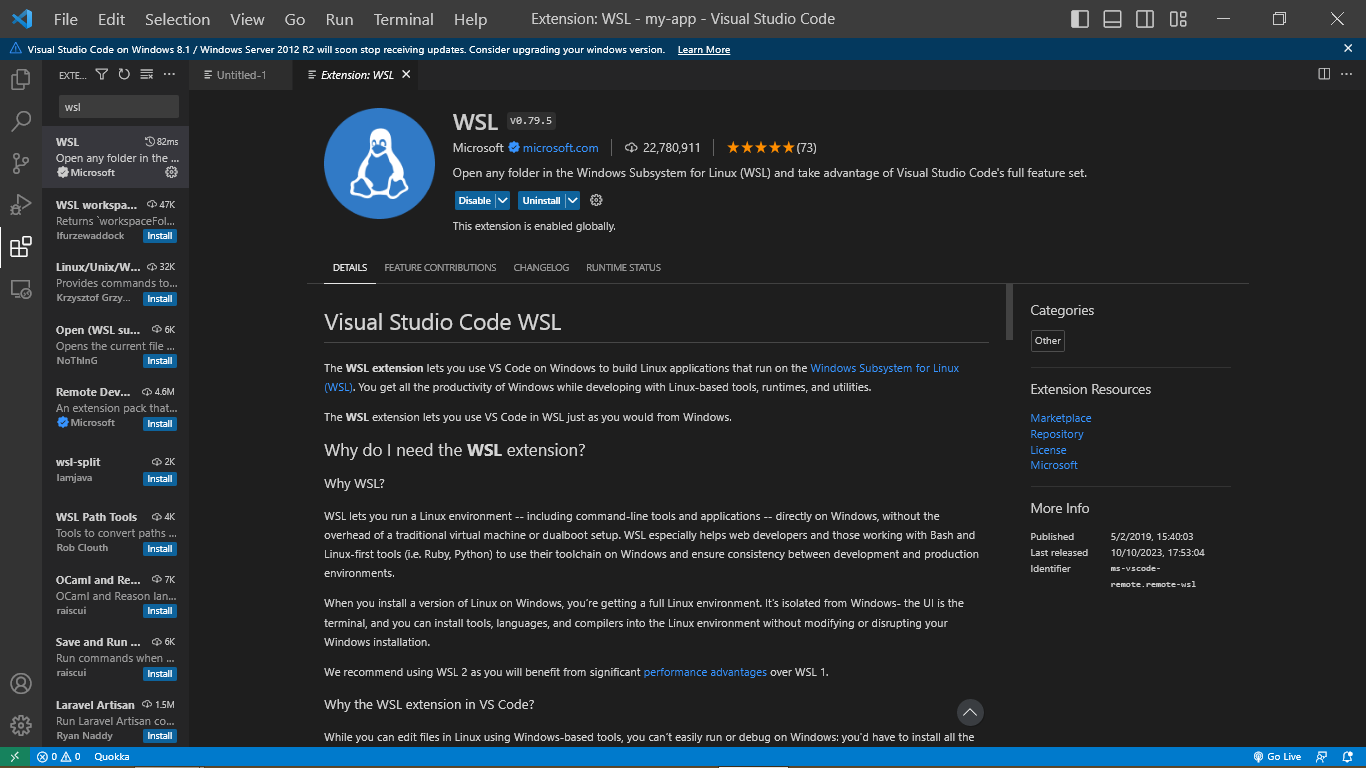 File Edit Selection View Go Run Terminal Help
Extension: WSL - my-app - Visual Studio Code
Visual Studio Code on Windows 8.1 / Windows Server 2012 R2 will soon stop receiving updates. Consider upgrading your windows version. Learn More
EXTE...
Untitled-1
Extension: WSL
wsl
WSL 82ms
Open any folder in the ...
Microsoft
WSL workspa... 47K
Returns `workspaceFol...
lfurzewaddock Install
Linux/Unix/W... 32K
Provides commands to...
Krzysztof Grzy... Install
Open (WSL su... 6K
Opens the current file ...
NoThInG Install
Remote Dev... 4.6M
An extension pack that...
Microsoft Install
wsl-split 2K
Iamjava Install
WSL Path Tools 4K
Tools to convert paths ...
Rob Clouth Install
OCaml and Re... 7K
OCaml and Reason lan...
raiscui Install
Save and Run ... 6K
Run commands when ...
raiscui Install
Laravel Artisan 1.5M
Run Laravel Artisan co...
Ryan Naddy Install
WSL v0.79.5
Microsoft microsoft.com 22,780,911 (73)
Open any folder in the Windows Subsystem for Linux (WSL) and take advantage of Visual Studio Code's full feature set.
Disable Uninstall
This extension is enabled globally.
DETAILS FEATURE CONTRIBUTIONS CHANGELOG RUNTIME STATUS
Visual Studio Code WSL
The WSL extension lets you use VS Code on Windows to build Linux applications that run on the Windows Subsystem for Linux
(WSL). You get all the productivity of Windows while developing with Linux-based tools, runtimes, and utilities.
The WSL extension lets you use VS Code in WSL just as you would from Windows.
Why do I need the WSL extension?
Why WSL?
WSL lets you run a Linux environment -- including command-line tools and applications -- directly on Windows, without the
overhead of a traditional virtual machine or dualboot setup. WSL especially helps web developers and those working with Bash and
Linux-first tools (i.e. Ruby, Python) to use their toolchain on Windows and ensure consistency between development and production
environments.
When you install a version of Linux on Windows, you're getting a full Linux environment. It's isolated from Windows- the UI is the
terminal, and you can install tools, languages, and compilers into the Linux environment without modifying or disrupting your
Windows installation.
We recommend using WSL 2 as you will benefit from significant performance advantages over WSL 1.
Why the WSL extension in VS Code?
While you can edit files in Linux using Windows-based tools, you can't easily run or debug on Windows: you'd have to install all the
Categories
Other
Extension Resources
Marketplace
Repository
License
Microsoft
More Info
Published 5/2/2019, 15:40:03
Last released 10/10/2023, 17:53:04
Identifier ms-vscode-
remote.remote-wsl
0 0 Quokka
Go Live